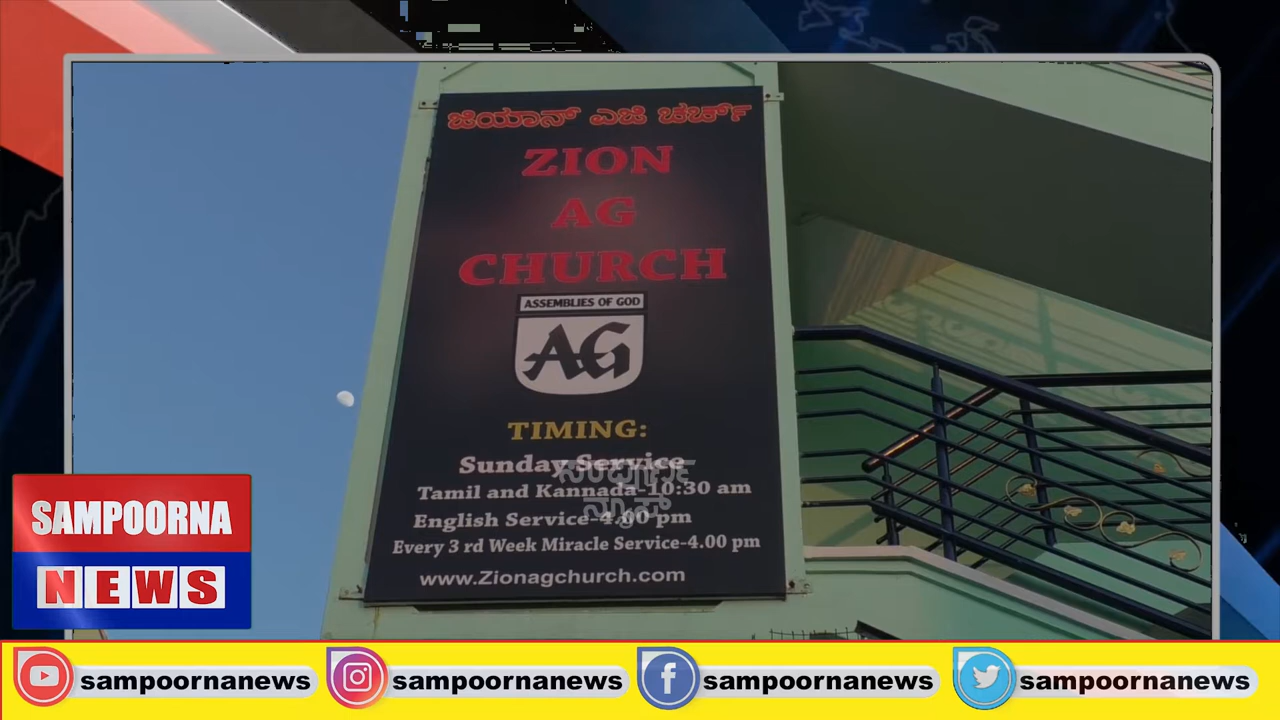 ಜಿಯಾನ್ ಎಜಿ ಚರ್ಚ್
ZION
AG
CHURCH
ASSEMBLIES OF GOD
AG
TIMING:
Sunday Service
Tamil and Kannada-10:30 am
English Service-4.00 pm
Every 3 rd Week Miracle Service-4.00 pm
www.Zionagchurch.com
ಸಂಪೂರ್ಣ
ನ್ಯೂಸ್
SAMPOORNA
NEWS
sampoornanews sampoornanews sampoornanews sampoornanews